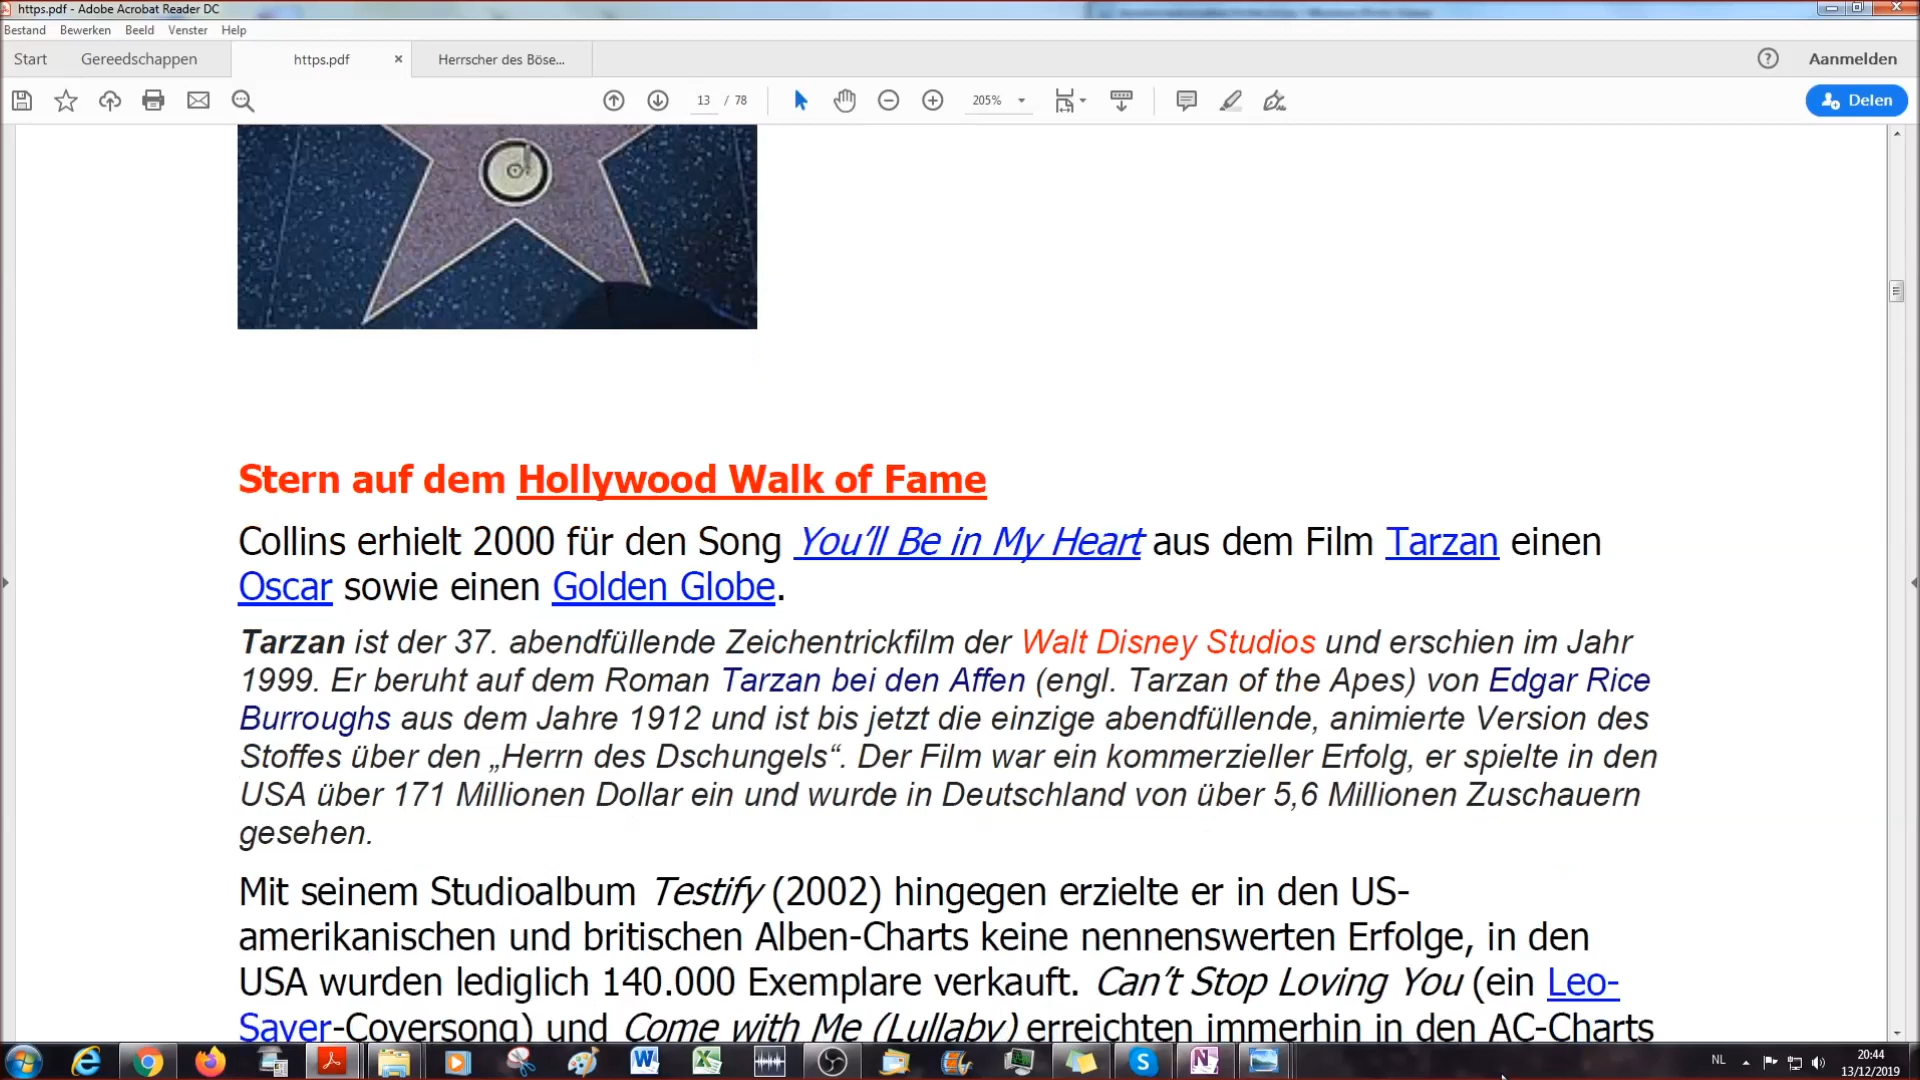 https.pdf - Adobe Acrobat Reader DC
Bestand Bewerken Beeld Venster Help
Start Gereedschappen https.pdf × Herrscher des Böse... Aanmelden
13 / 78 205% Delen
Stern auf dem Hollywood Walk of Fame
Collins erhielt 2000 für den Song You’ll Be in My Heart aus dem Film Tarzan einen
Oscar sowie einen Golden Globe.
Tarzan ist der 37. abendfüllende Zeichentrickfilm der Walt Disney Studios und erschien im Jahr
1999. Er beruht auf dem Roman Tarzan bei den Affen (engl. Tarzan of the Apes) von Edgar Rice
Burroughs aus dem Jahre 1912 und ist bis jetzt die einzige abendfüllende, animierte Version des
Stoffes über den „Herrn des Dschungels“. Der Film war ein kommerzieller Erfolg, er spielte in den
USA über 171 Millionen Dollar ein und wurde in Deutschland von über 5,6 Millionen Zuschauern
gesehen.
Mit seinem Studioalbum Testify (2002) hingegen erzielte er in den US-
amerikanischen und britischen Alben-Charts keine nennenswerten Erfolge, in den
USA wurden lediglich 140.000 Exemplare verkauft. Can’t Stop Loving You (ein Leo-
Sayer-Coversong) und Come with Me (Lullaby) erreichten immerhin in den AC-Charts
NL 20:44
13/12/2019